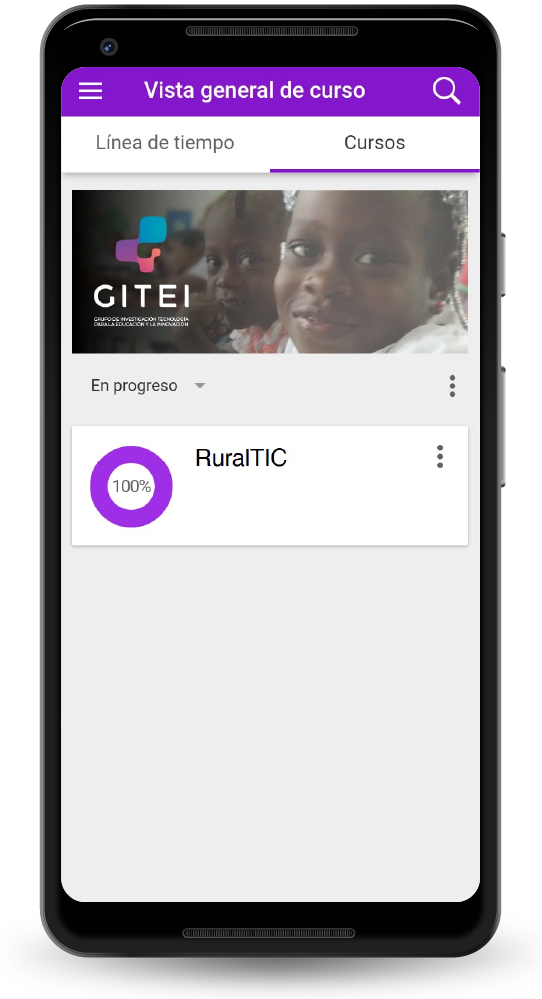 Vista general de curso
Línea de tiempo
Cursos
GITEI
GRUPO DE INVESTIGACIÓN TECNOLOGÍA
PARA LA EDUCACIÓN Y LA INNOVACIÓN
En progreso
100%
RuralTIC